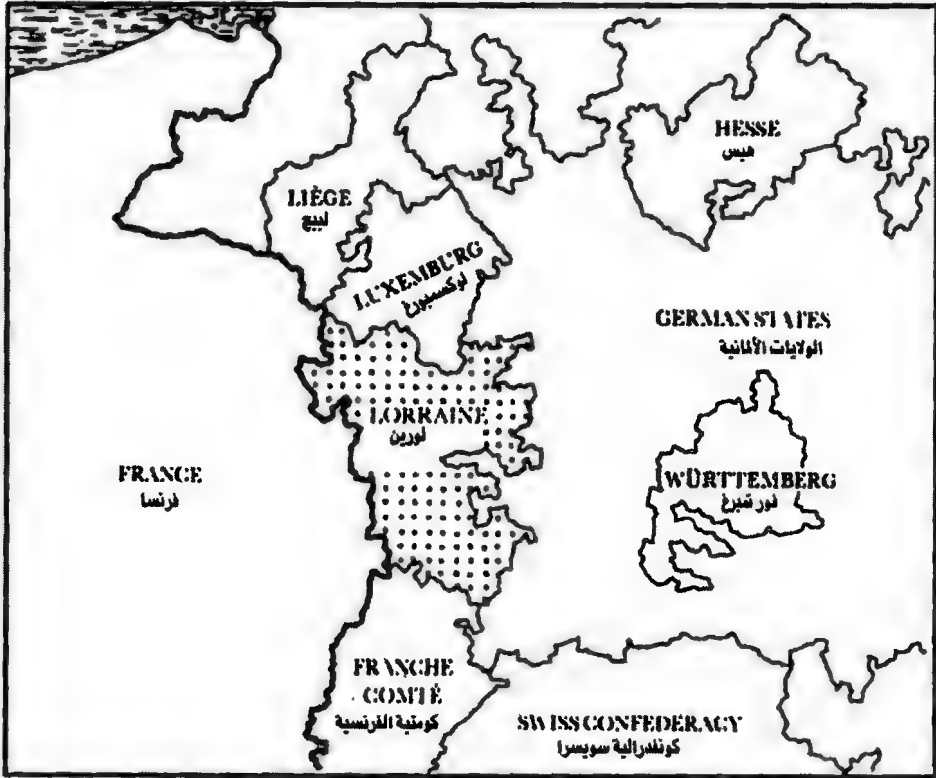 HESSE
هيس
LIÈGE
لييج
LUXEMBURG
لوكسمبورغ
GERMAN STATES
الولايات الألمانية
LORRAINE
لورين
FRANCE
فرنسا
WÜRTTEMBERG
فورتمبرغ
FRANCHE
COMTÉ
كومتية الفرنسية
SWISS CONFEDERACY
كونفدرالية سويسرا